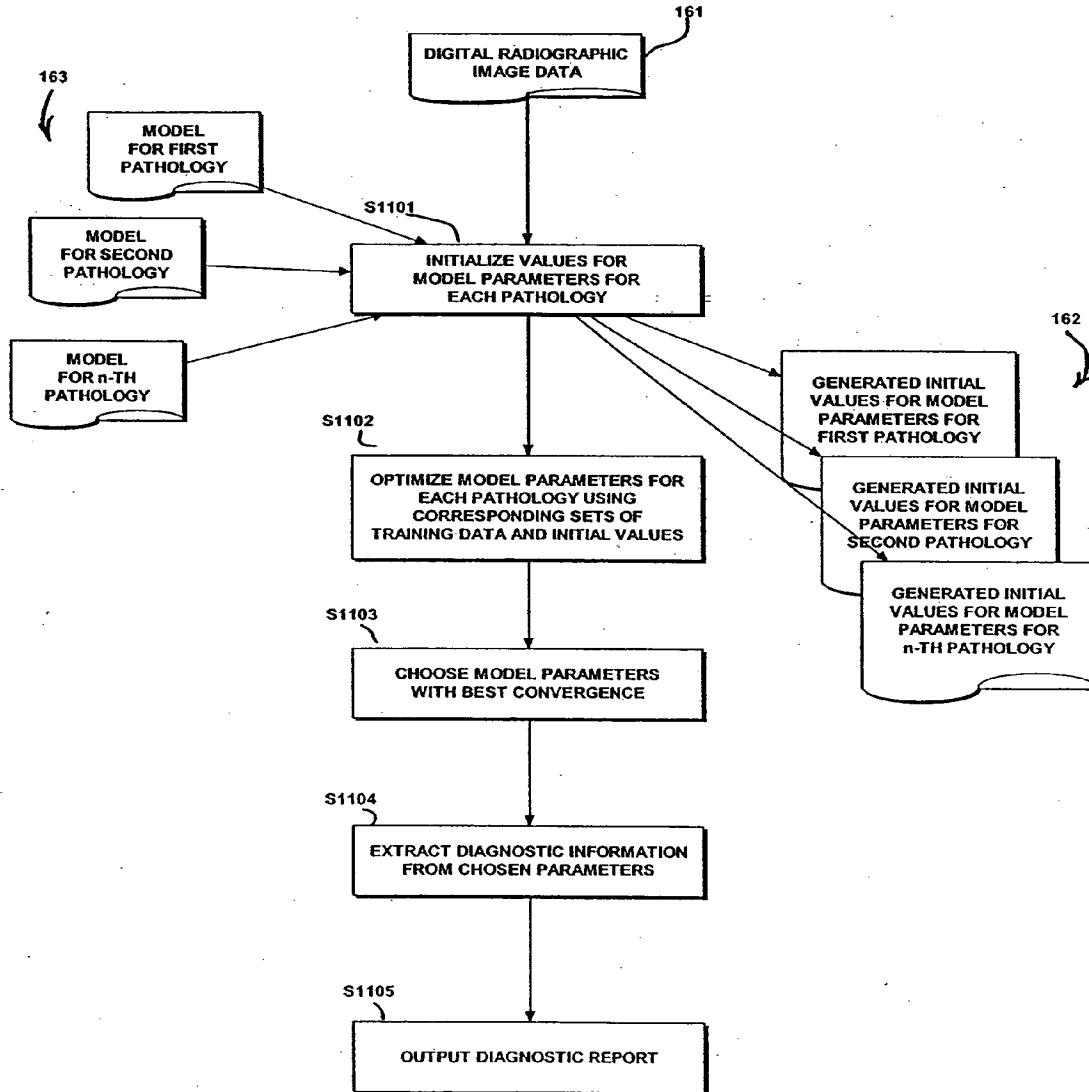 161
DIGITAL RADIOGRAPHIC
IMAGE DATA
163
MODEL
FOR FIRST
PATHOLOGY
MODEL
FOR SECOND
PATHOLOGY
MODEL
FOR n-TH
PATHOLOGY
S1101
INITIALIZE VALUES FOR
MODEL PARAMETERS FOR
EACH PATHOLOGY
162
GENERATED INITIAL
VALUES FOR MODEL
PARAMETERS FOR
FIRST PATHOLOGY
GENERATED INITIAL
VALUES FOR MODEL
PARAMETERS FOR
SECOND PATHOLOGY
GENERATED INITIAL
VALUES FOR MODEL
PARAMETERS FOR
n-TH PATHOLOGY
S1102
OPTIMIZE MODEL PARAMETERS FOR
EACH PATHOLOGY USING
CORRESPONDING SETS OF
TRAINING DATA AND INITIAL VALUES
S1103
CHOOSE MODEL PARAMETERS
WITH BEST CONVERGENCE
S1104
EXTRACT DIAGNOSTIC INFORMATION
FROM CHOSEN PARAMETERS
S1105
OUTPUT DIAGNOSTIC REPORT